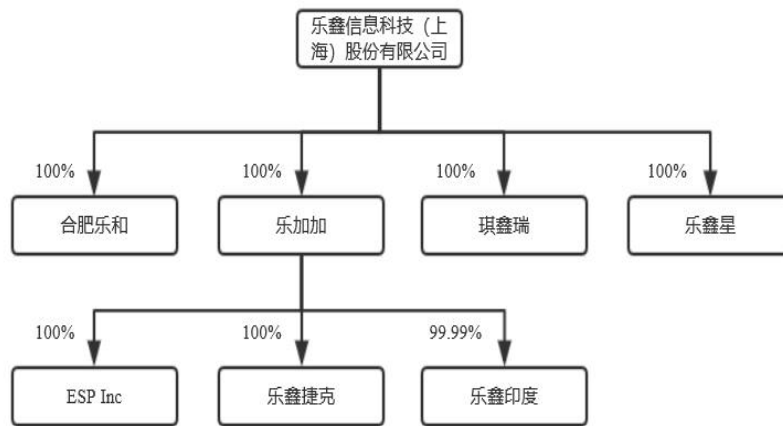 乐鑫信息科技（上
海）股份有限公司
100% 100% 100% 100%
合肥乐和 乐加加 琪鑫瑞 乐鑫星
100% 100% 99.99%
ESP Inc 乐鑫捷克 乐鑫印度